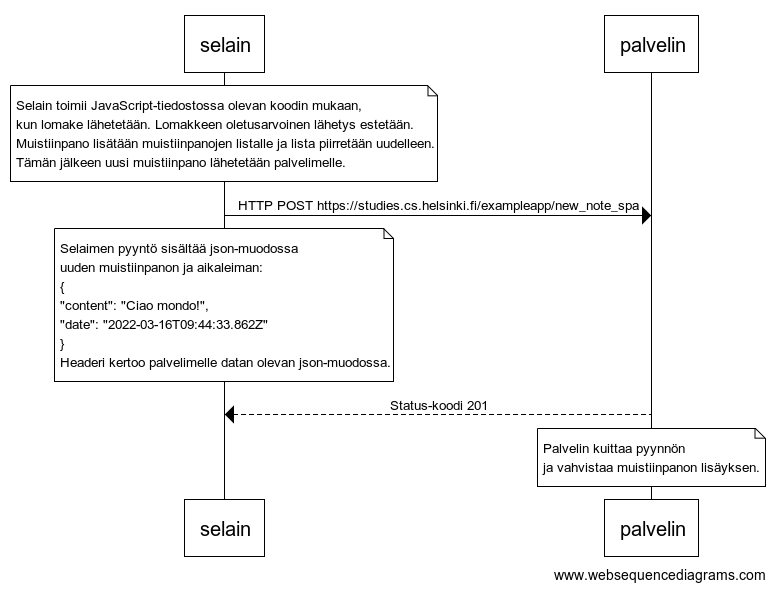 selain
palvelin
Selain toimii JavaScript-tiedostossa olevan koodin mukaan,
kun lomake lähetetään. Lomakkeen oletusarvoinen lähetys estetään.
Muistiinpano lisätään muistiinpanojen listalle ja lista piirretään uudelleen.
Tämän jälkeen uusi muistiinpano lähetetään palvelimelle.
HTTP POST https://studies.cs.helsinki.fi/exampleapp/new_note_spa
Selaimen pyyntö sisältää json-muodossa
uuden muistiinpanon ja aikaleiman:
{
"content": "Ciao mondo!",
"date": "2022-03-16T09:44:33.862Z"
}
Headeri kertoo palvelimelle datan olevan json-muodossa.
Status-koodi 201
Palvelin kuittaa pyynnön
ja vahvistaa muistiinpanon lisäyksen.
selain
palvelin
www.websequencediagrams.com